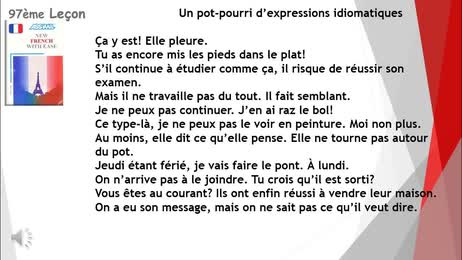 97ème Leçon
Un pot-pourri d’expressions idiomatiques
ASSIMIL
NEW
FRENCH
WITH EASE
Ça y est! Elle pleure.
Tu as encore mis les pieds dans le plat!
S’il continue à étudier comme ça, il risque de réussir son
examen.
Mais il ne travaille pas du tout. Il fait semblant.
Je ne peux pas continuer. J’en ai raz le bol!
Ce type-là, je ne peux pas le voir en peinture. Moi non plus.
Au moins, elle dit ce qu’elle pense. Elle ne tourne pas autour
du pot.
Jeudi étant férié, je vais faire le pont. À lundi.
On n’arrive pas à le joindre. Tu crois qu’il est sorti?
Vous êtes au courant? Ils ont enfin réussi à vendre leur maison.
On a eu son message, mais on ne sait pas ce qu’il veut dire.